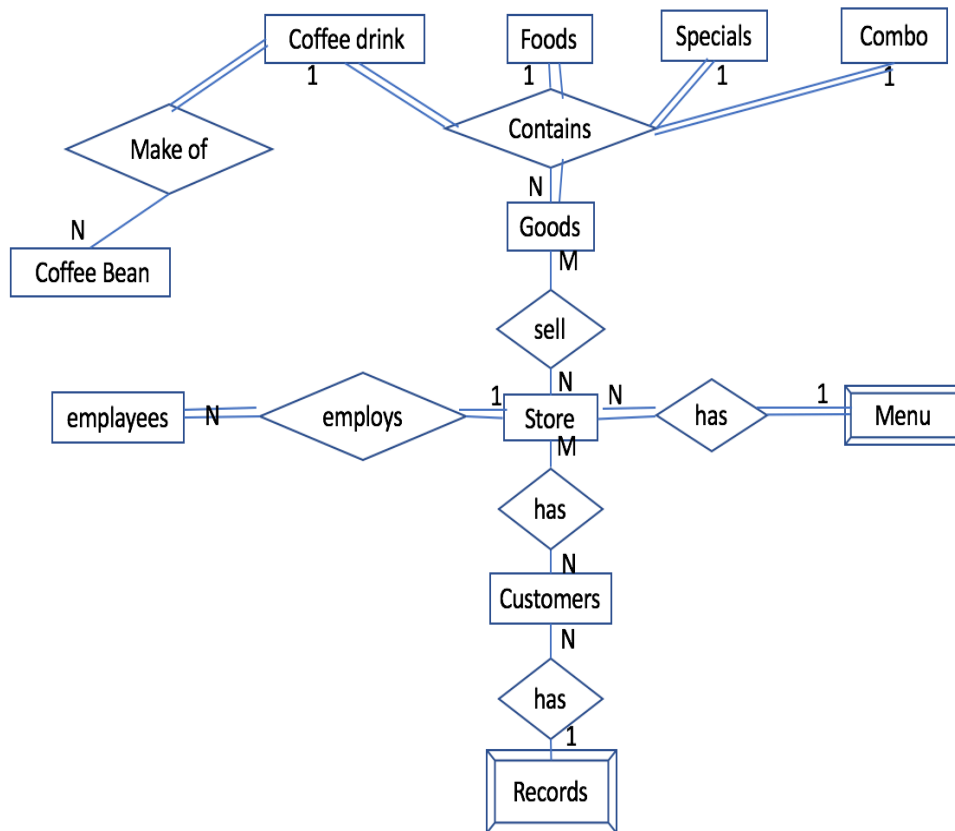 Coffee drink
Foods
Specials
Combo
1
1
1
1
Contains
Make of
N
N
Goods
Coffee Bean
M
sell
N
N
1
1
N
emplayees
employs
Store
has
Menu
M
has
N
Customers
N
has
1
Records